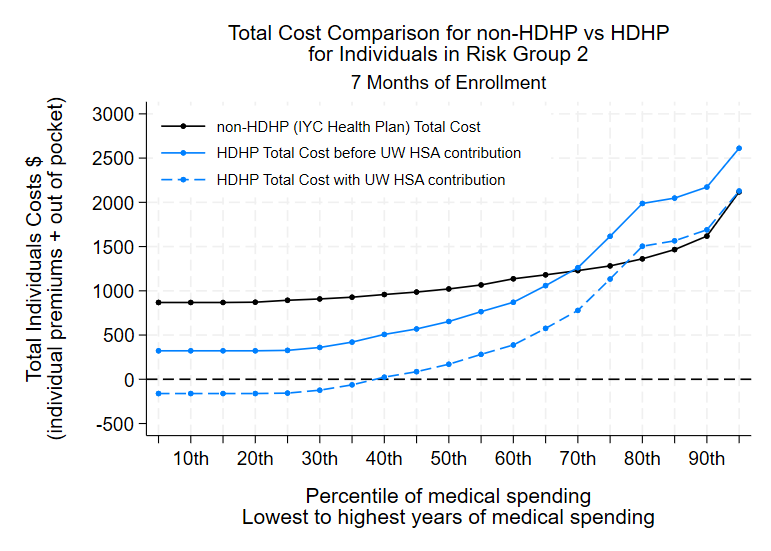 Total Cost Comparison for non-HDHP vs HDHP
for Individuals in Risk Group 2
7 Months of Enrollment
Total Individuals Costs $
(individual premiums + out of pocket)
3000
2500
2000
1500
1000
500
0
-500
non-HDHP (IYC Health Plan) Total Cost
HDHP Total Cost before UW HSA contribution
HDHP Total Cost with UW HSA contribution
10th 20th 30th 40th 50th 60th 70th 80th 90th
Percentile of medical spending
Lowest to highest years of medical spending